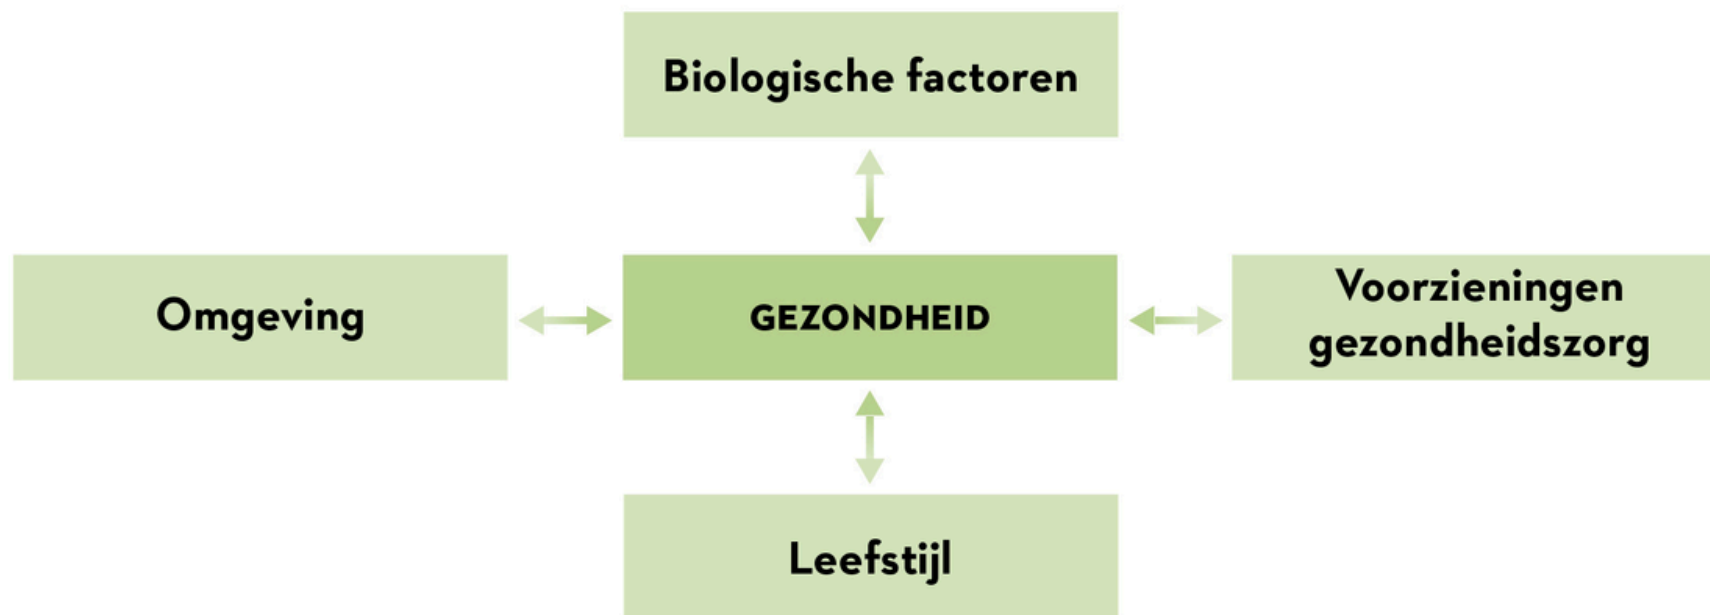 Biologische factoren
Omgeving
GEZONDHEID
Voorzieningen
gezondheidszorg
Leefstijl